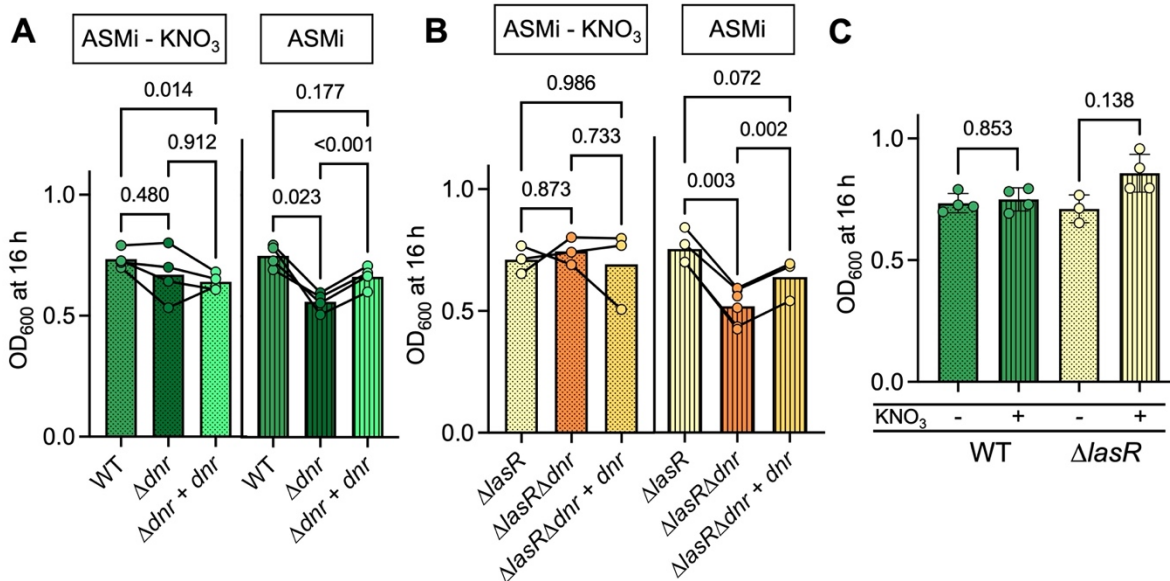 A
ASMi - KNO₃
ASMi
0.014
0.177
0.912
<0.001
0.480
0.023
OD₆₀₀ at 16 h
1.0
0.5
0.0
WT
Δdnr
Δdnr + dnr
WT
Δdnr
Δdnr + dnr
B
ASMi - KNO₃
ASMi
0.986
0.072
0.733
0.002
0.873
0.003
OD₆₀₀ at 16 h
1.0
0.5
0.0
ΔlasR
ΔlasRΔdnr
ΔlasRΔdnr + dnr
ΔlasR
ΔlasRΔdnr
ΔlasRΔdnr + dnr
C
0.138
0.853
OD₆₀₀ at 16 h
1.0
0.5
0.0
KNO₃ - + - +
WT ΔlasR